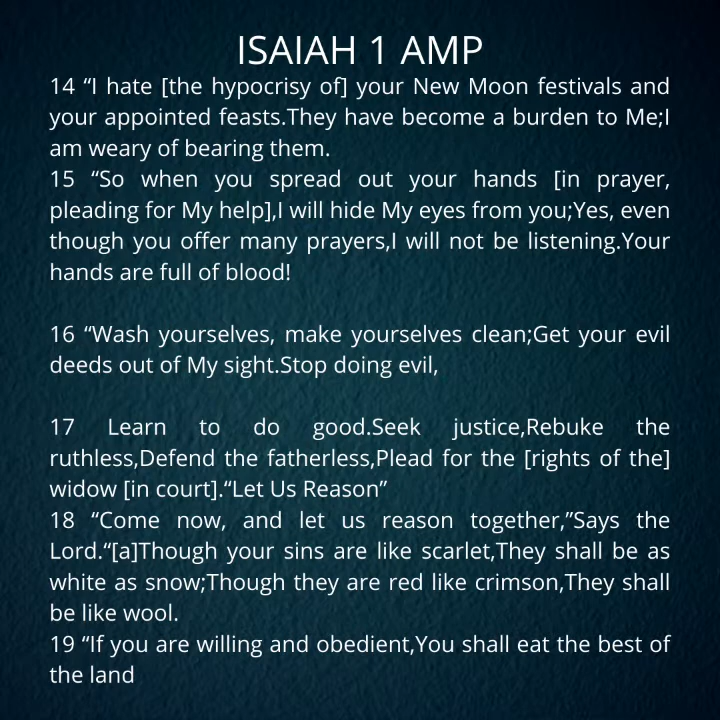 ISAIAH 1 AMP
14 “I hate [the hypocrisy of] your New Moon festivals and
your appointed feasts.They have become a burden to Me;I
am weary of bearing them.
15 “So when you spread out your hands [in prayer,
pleading for My help],I will hide My eyes from you;Yes, even
though you offer many prayers,I will not be listening.Your
hands are full of blood!
16 “Wash yourselves, make yourselves clean;Get your evil
deeds out of My sight.Stop doing evil,
17 Learn to do good.Seek justice,Rebuke the
ruthless,Defend the fatherless,Plead for the [rights of the]
widow [in court].“Let Us Reason”
18 “Come now, and let us reason together,”Says the
Lord.“[a]Though your sins are like scarlet,They shall be as
white as snow;Though they are red like crimson,They shall
be like wool.
19 “If you are willing and obedient,You shall eat the best of
the land